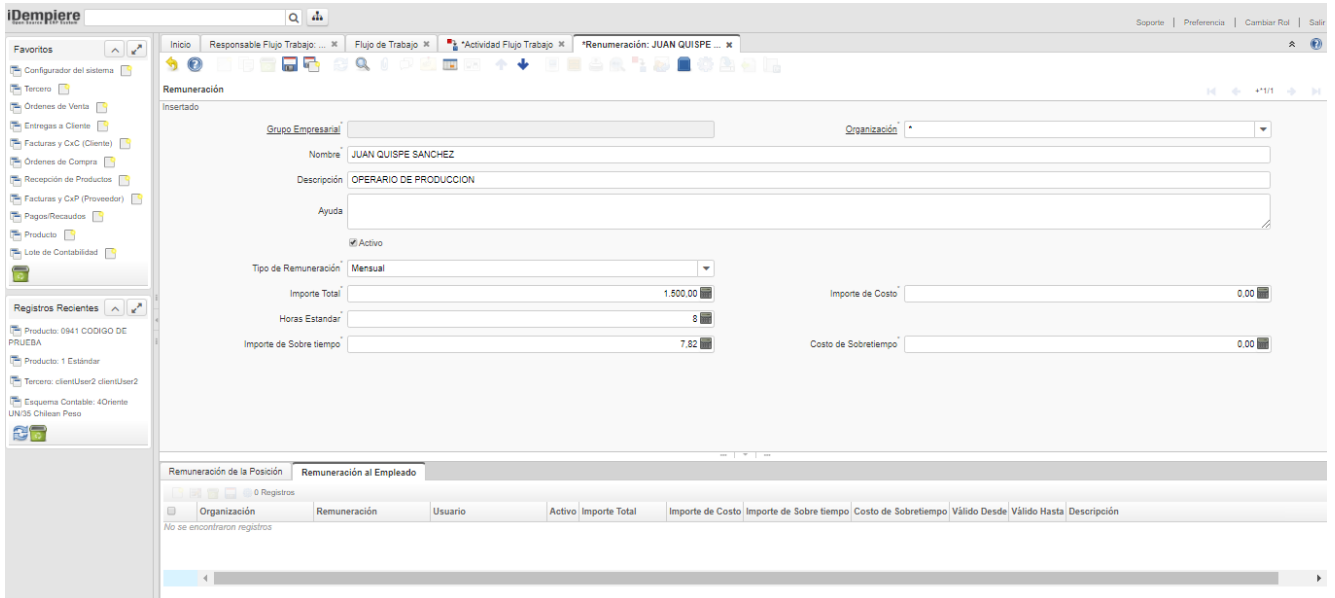 iDempiere
Soporte | Preferencia | Cambiar Rol | Salir
Favoritos
Configurador del sistema
Tercero
Órdenes de Venta
Entregas a Cliente
Facturas y CxC (Cliente)
Órdenes de Compra
Recepción de Productos
Facturas y CxP (Proveedor)
Pagos/Recaudos
Producto
Lote de Contabilidad
Registros Recientes
Producto: 0941 CODIGO DE
PRUEBA
Producto: 1 Estándar
Tercero: clientUser2 clientUser2
Esquema Contable: 4Oriente
UN/35 Chilean Peso
Inicio
Responsable Flujo Trabajo: ...
Flujo de Trabajo
*Actividad Flujo Trabajo
*Renumeración: JUAN QUISPE ...
Remuneración
+*1/1
Insertado
Grupo Empresarial
Organización *
Nombre JUAN QUISPE SANCHEZ
Descripción OPERARIO DE PRODUCCION
Ayuda
Activo
Tipo de Remuneración Mensual
Importe Total 1.500,00
Importe de Costo 0,00
Horas Estandar 8
Importe de Sobre tiempo 7,82
Costo de Sobretiempo 0,00
Remuneración de la Posición
Remuneración al Empleado
0 Registros
Organización Remuneración Usuario Activo Importe Total Importe de Costo Importe de Sobre tiempo Costo de Sobretiempo Válido Desde Válido Hasta Descripción
No se encontraron registros